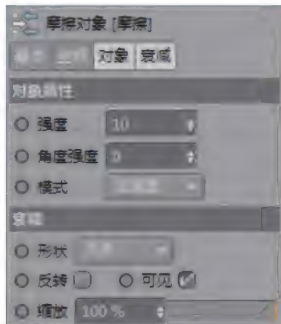 摩擦对象 [摩擦]
对象 衰减
对象属性
强度 10
角度强度 0
模式
衰减
形状
反转 可见
缩放 100 %